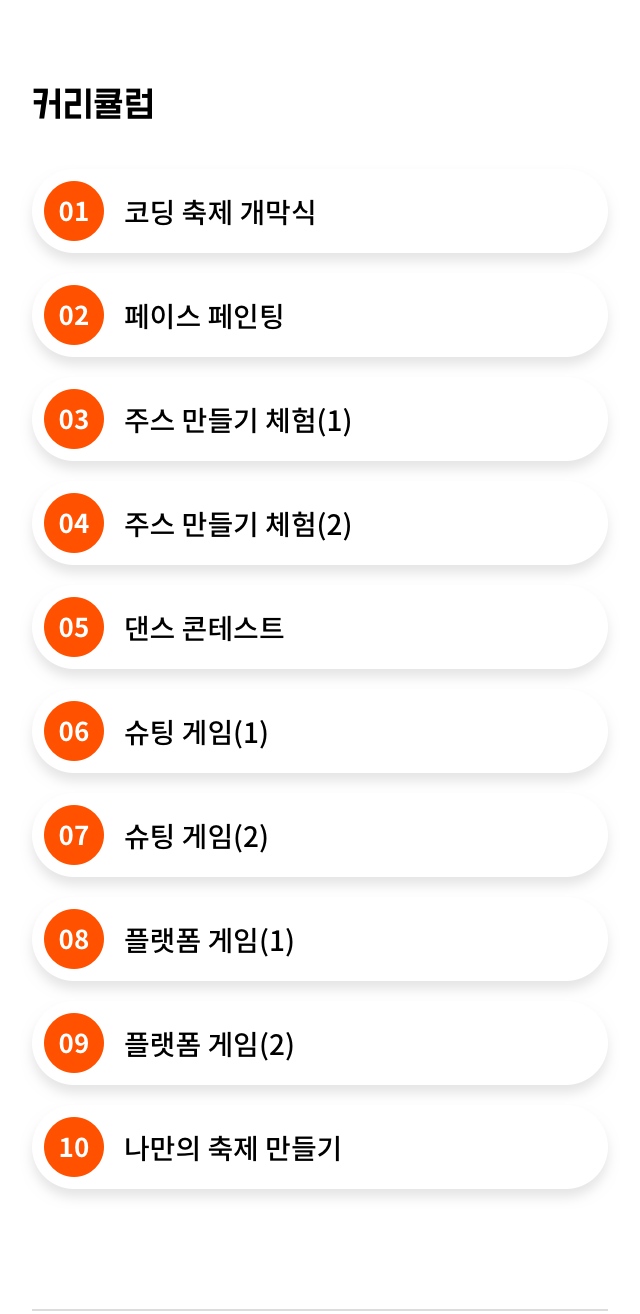 커리큘럼
01 코딩 축제 개막식
02 페이스 페인팅
03 주스 만들기 체험(1)
04 주스 만들기 체험(2)
05 댄스 콘테스트
06 슈팅 게임(1)
07 슈팅 게임(2)
08 플랫폼 게임(1)
09 플랫폼 게임(2)
10 나만의 축제 만들기